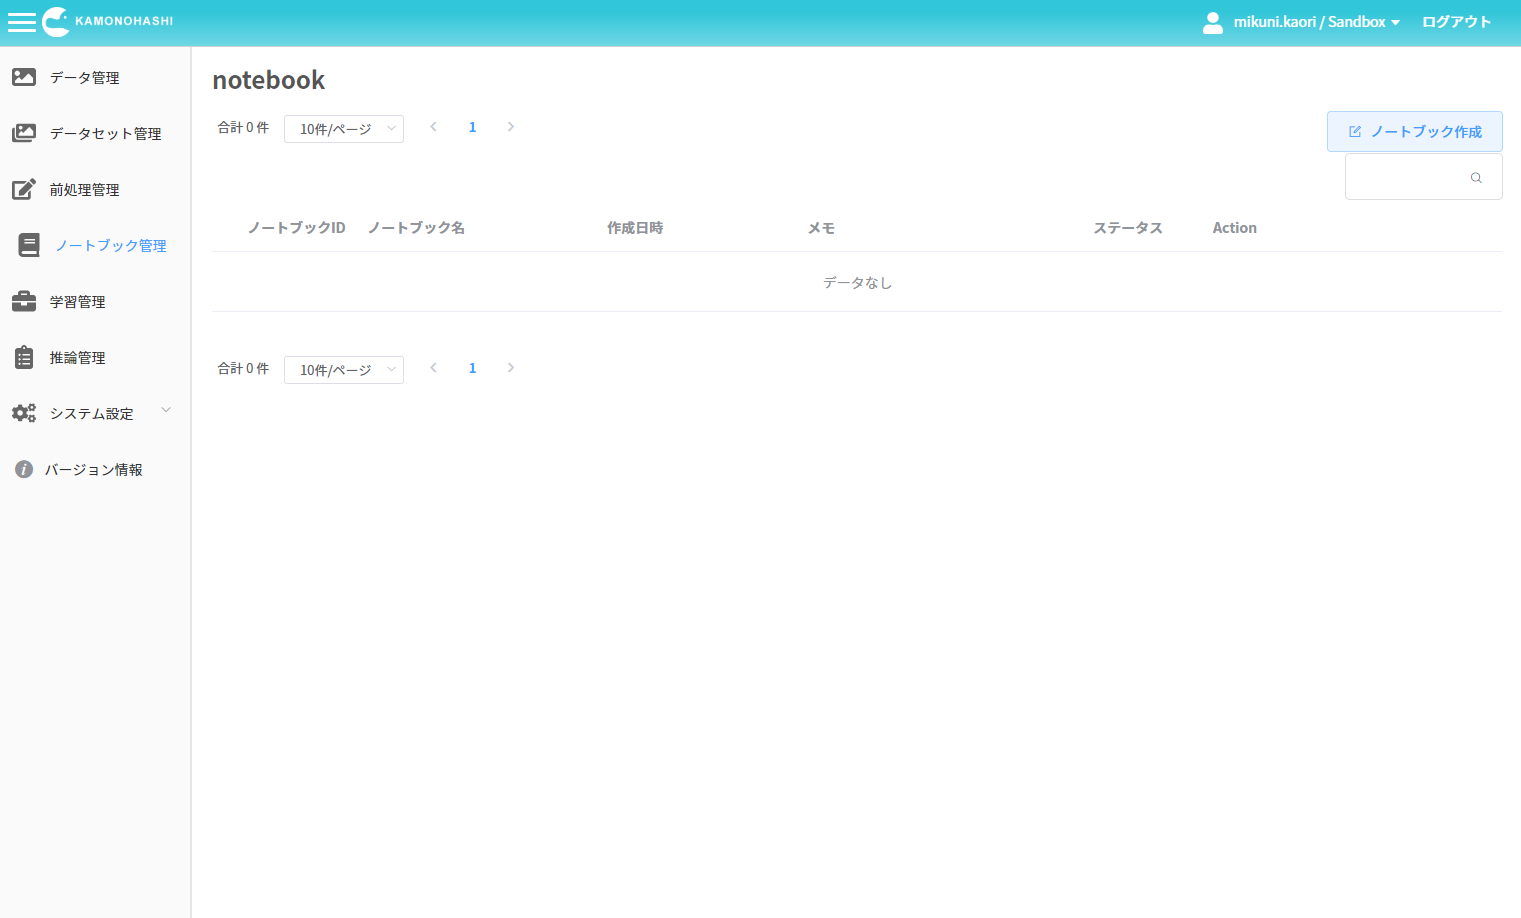 KAMONOHASHI
mikuni.kaori / Sandbox
ログアウト
データ管理
データセット管理
前処理管理
ノートブック管理
学習管理
推論管理
システム設定
バージョン情報
notebook
合計 0 件 10件/ページ 1
ノートブック作成
ノートブックID ノートブック名 作成日時 メモ ステータス Action
データなし
合計 0 件 10件/ページ 1